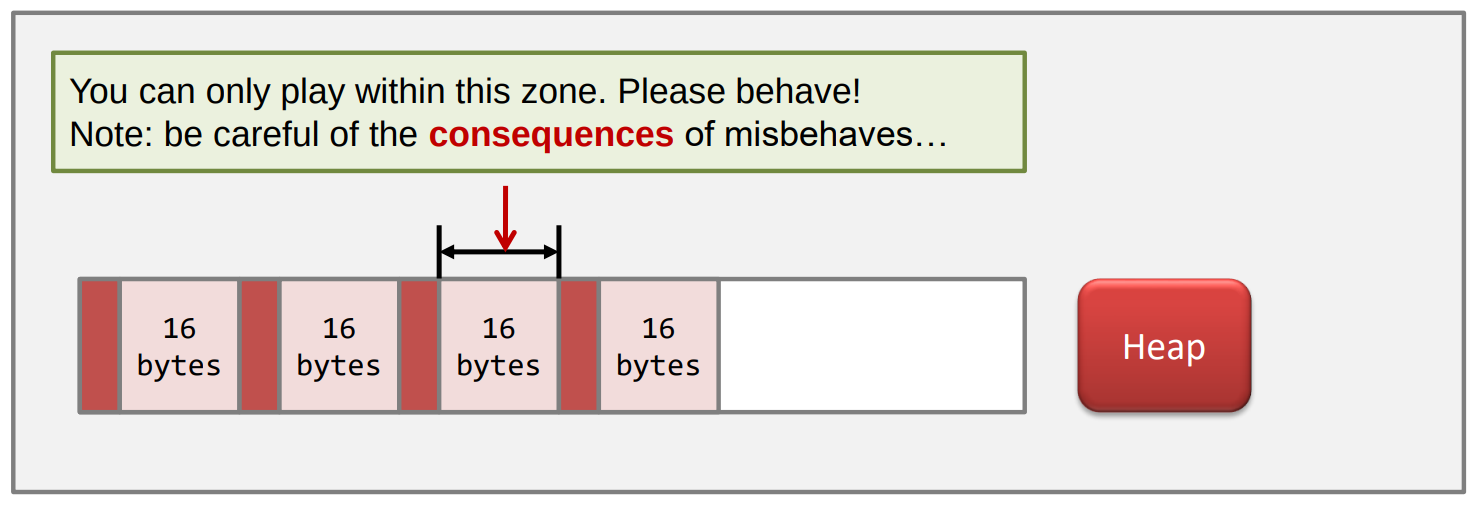 You can only play within this zone. Please behave!
Note: be careful of the consequences of misbehaves…
16
bytes
16
bytes
16
bytes
16
bytes
Heap